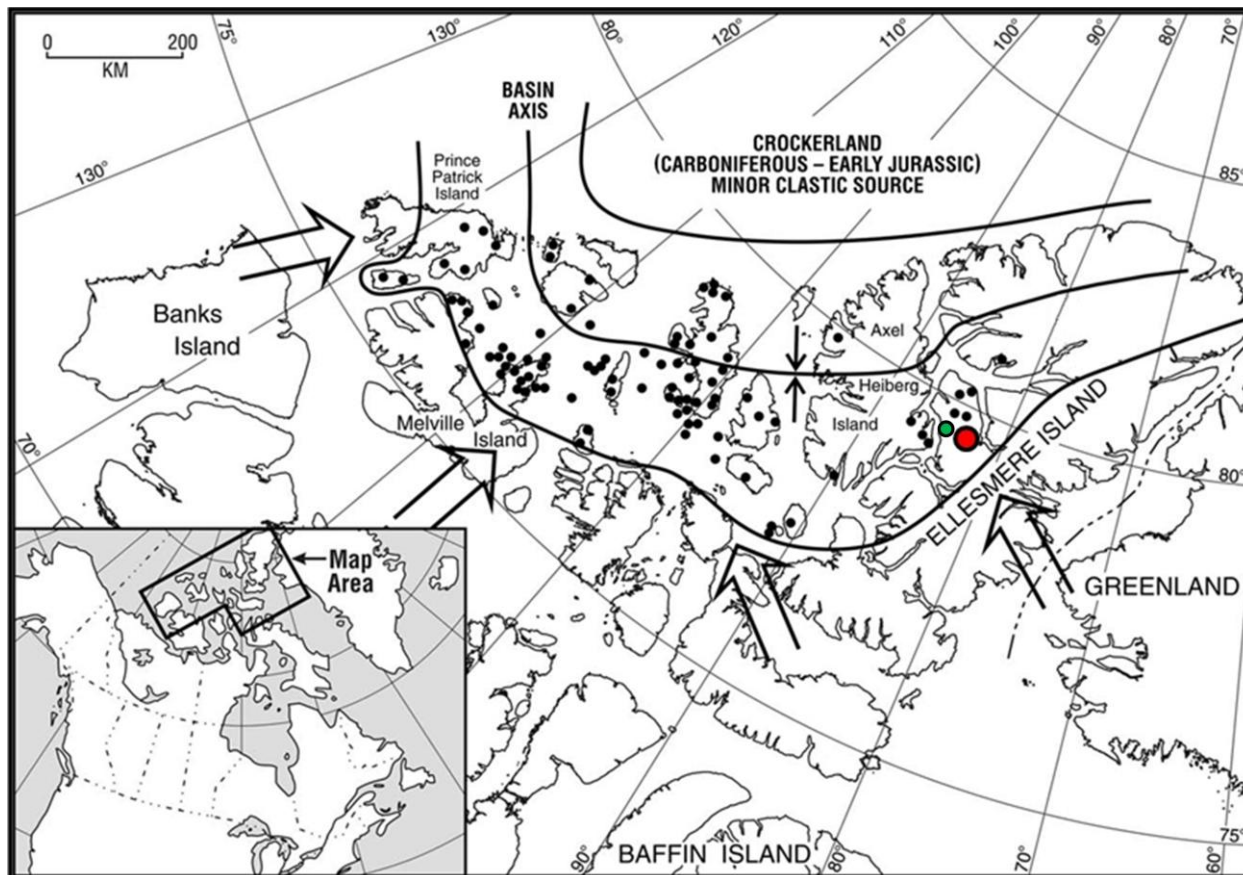 75°
130°
80°
120°
110°
100°
90°
80°
70°
0 200
KM
BASIN
AXIS
CROCKERLAND
(CARBONIFEROUS – EARLY JURASSIC)
MINOR CLASTIC SOURCE
Prince
Patrick
Island
130°
85°
Banks
Island
Axel
Heiberg
Island
Melville
Island
ELLESMERE ISLAND
70°
80°
GREENLAND
Map
Area
BAFFIN ISLAND
90°
80°
70°
60°
75°